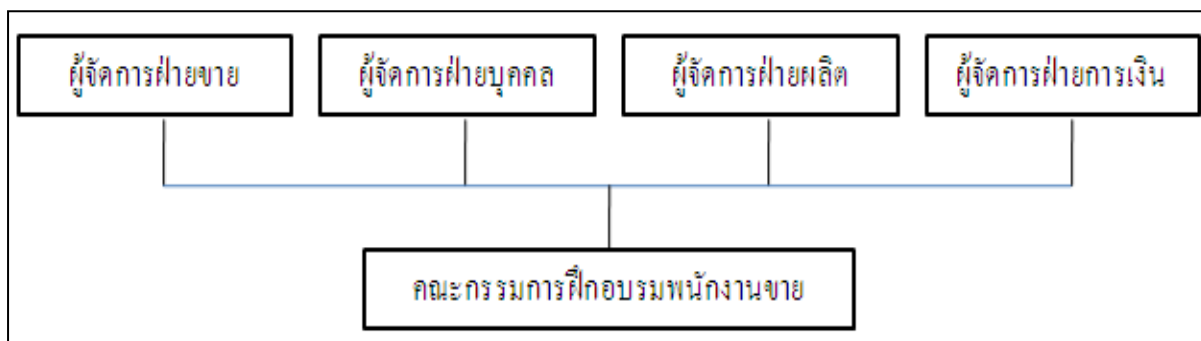 ผู้จัดการฝ่ายขาย
ผู้จัดการฝ่ายบุคคล
ผู้จัดการฝ่ายผลิต
ผู้จัดการฝ่ายการเงิน
คณะกรรมการฝึกอบรมพนักงานขาย